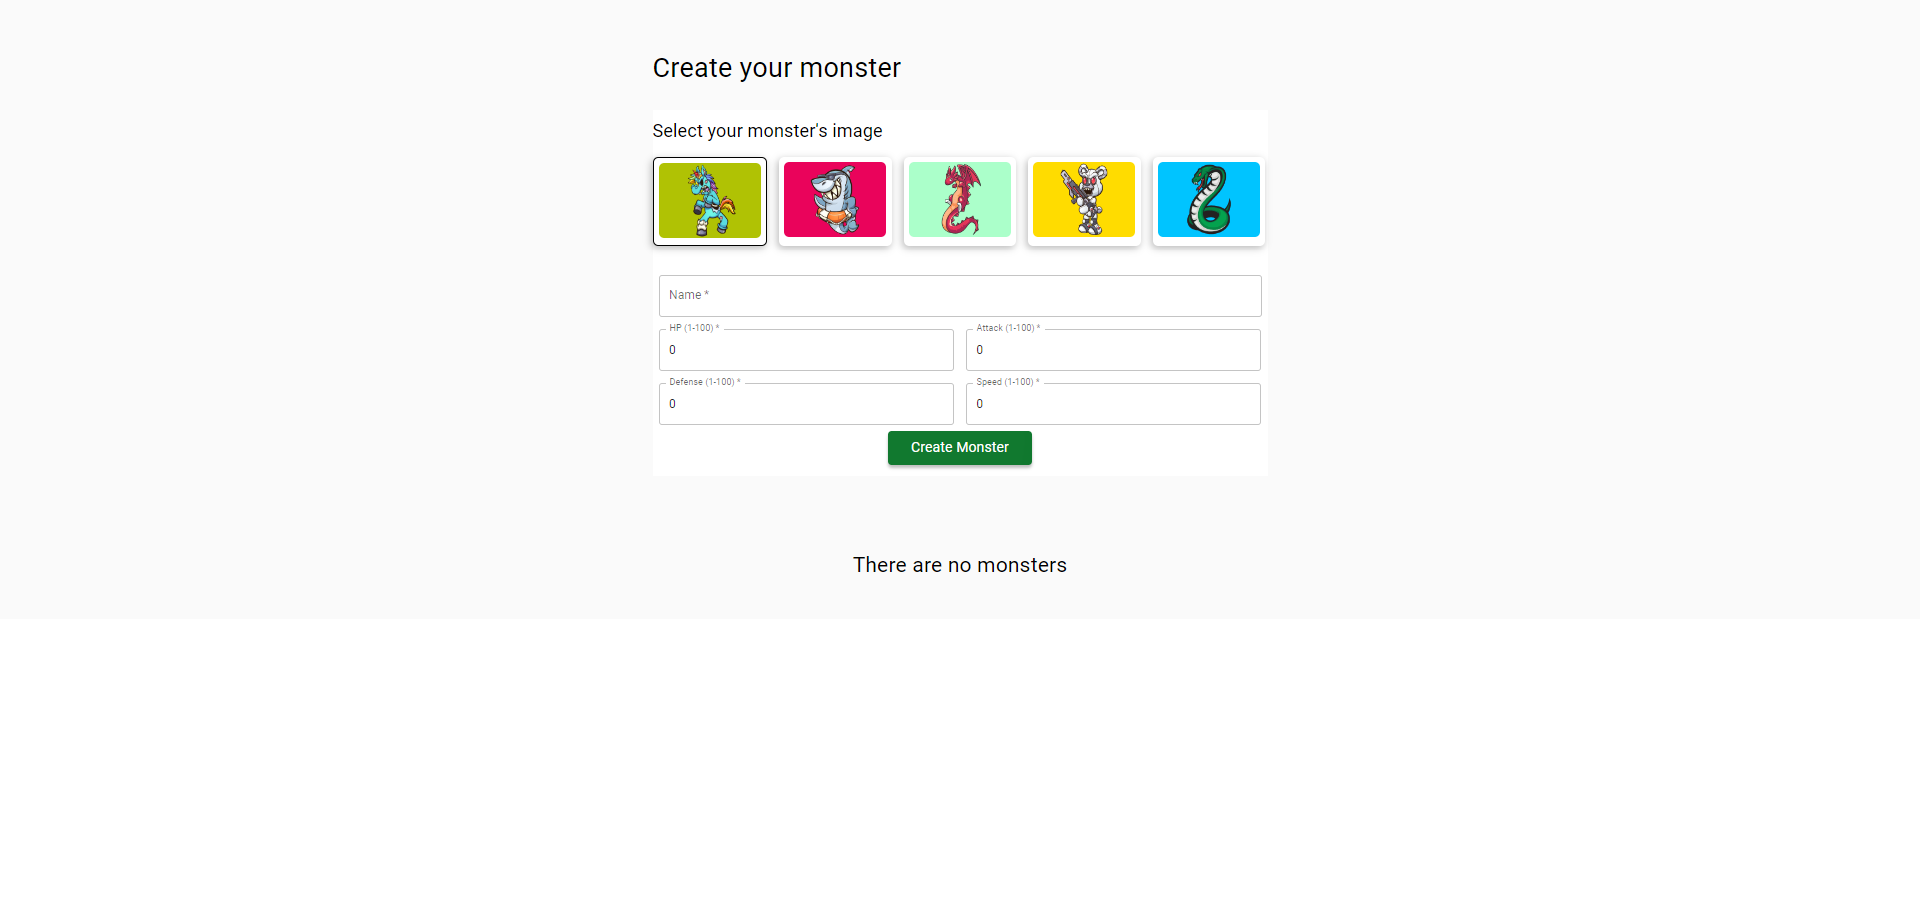 Create your monster
Select your monster's image
Name *
HP (1-100) *
Attack (1-100) *
0
0
Defense (1-100) *
Speed (1-100) *
0
0
Create Monster
There are no monsters